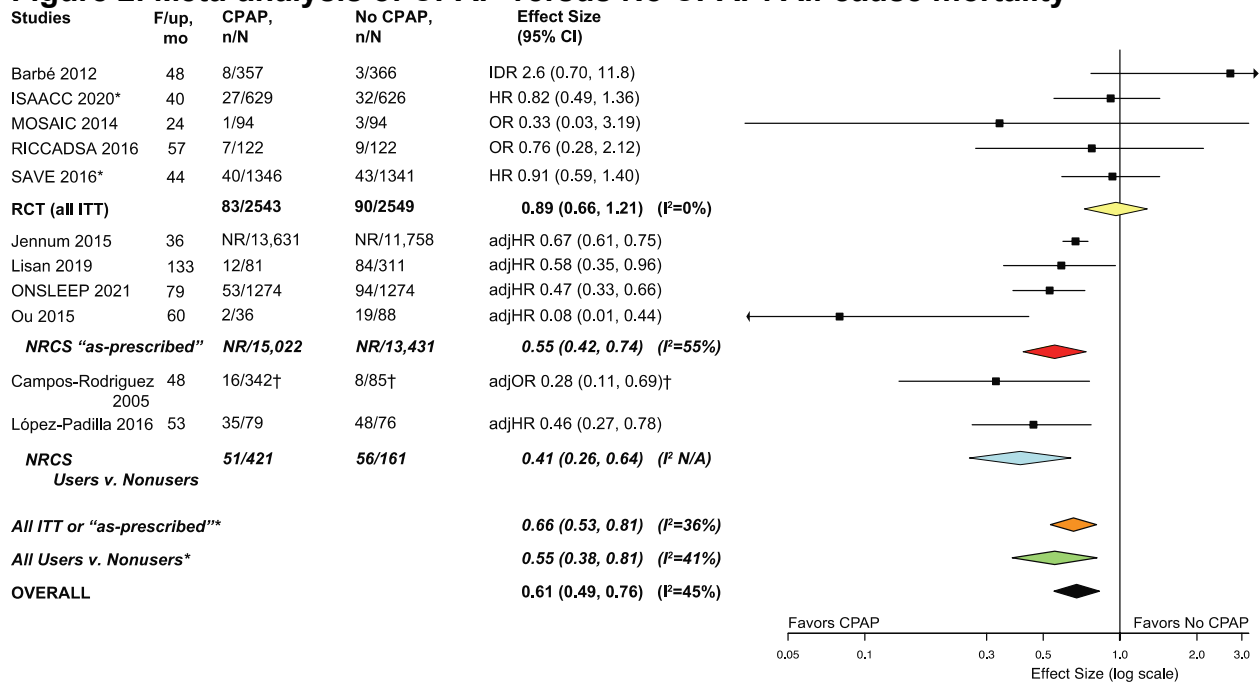 Figure 2. Meta-analysis of CPAP versus No CPAP: All-cause mortality
Studies F/up, mo CPAP, n/N No CPAP, n/N Effect Size (95% CI)
Barbé 2012 48 8/357 3/366 IDR 2.6 (0.70, 11.8)
ISAACC 2020* 40 27/629 32/626 HR 0.82 (0.49, 1.36)
MOSAIC 2014 24 1/94 3/94 OR 0.33 (0.03, 3.19)
RICCADSA 2016 57 7/122 9/122 OR 0.76 (0.28, 2.12)
SAVE 2016* 44 40/1346 43/1341 HR 0.91 (0.59, 1.40)
RCT (all ITT) 83/2543 90/2549 0.89 (0.66, 1.21) (I²=0%)
Jennum 2015 36 NR/13,631 NR/11,758 adjHR 0.67 (0.61, 0.75)
Lisan 2019 133 12/81 84/311 adjHR 0.58 (0.35, 0.96)
ONSLEEP 2021 79 53/1274 94/1274 adjHR 0.47 (0.33, 0.66)
Ou 2015 60 2/36 19/88 adjHR 0.08 (0.01, 0.44)
NRCS “as-prescribed” NR/15,022 NR/13,431 0.55 (0.42, 0.74) (I²=55%)
Campos-Rodriguez 48 16/342† 8/85† adjOR 0.28 (0.11, 0.69)†
2005
López-Padilla 2016 53 35/79 48/76 adjHR 0.46 (0.27, 0.78)
NRCS 51/421 56/161 0.41 (0.26, 0.64) (I² N/A)
Users v. Nonusers
All ITT or “as-prescribed”* 0.66 (0.53, 0.81) (I²=36%)
All Users v. Nonusers* 0.55 (0.38, 0.81) (I²=41%)
OVERALL 0.61 (0.49, 0.76) (I²=45%)
Favors CPAP Favors No CPAP
0.05 0.1 0.3 0.5 1.0 2.0 3.0
Effect Size (log scale)